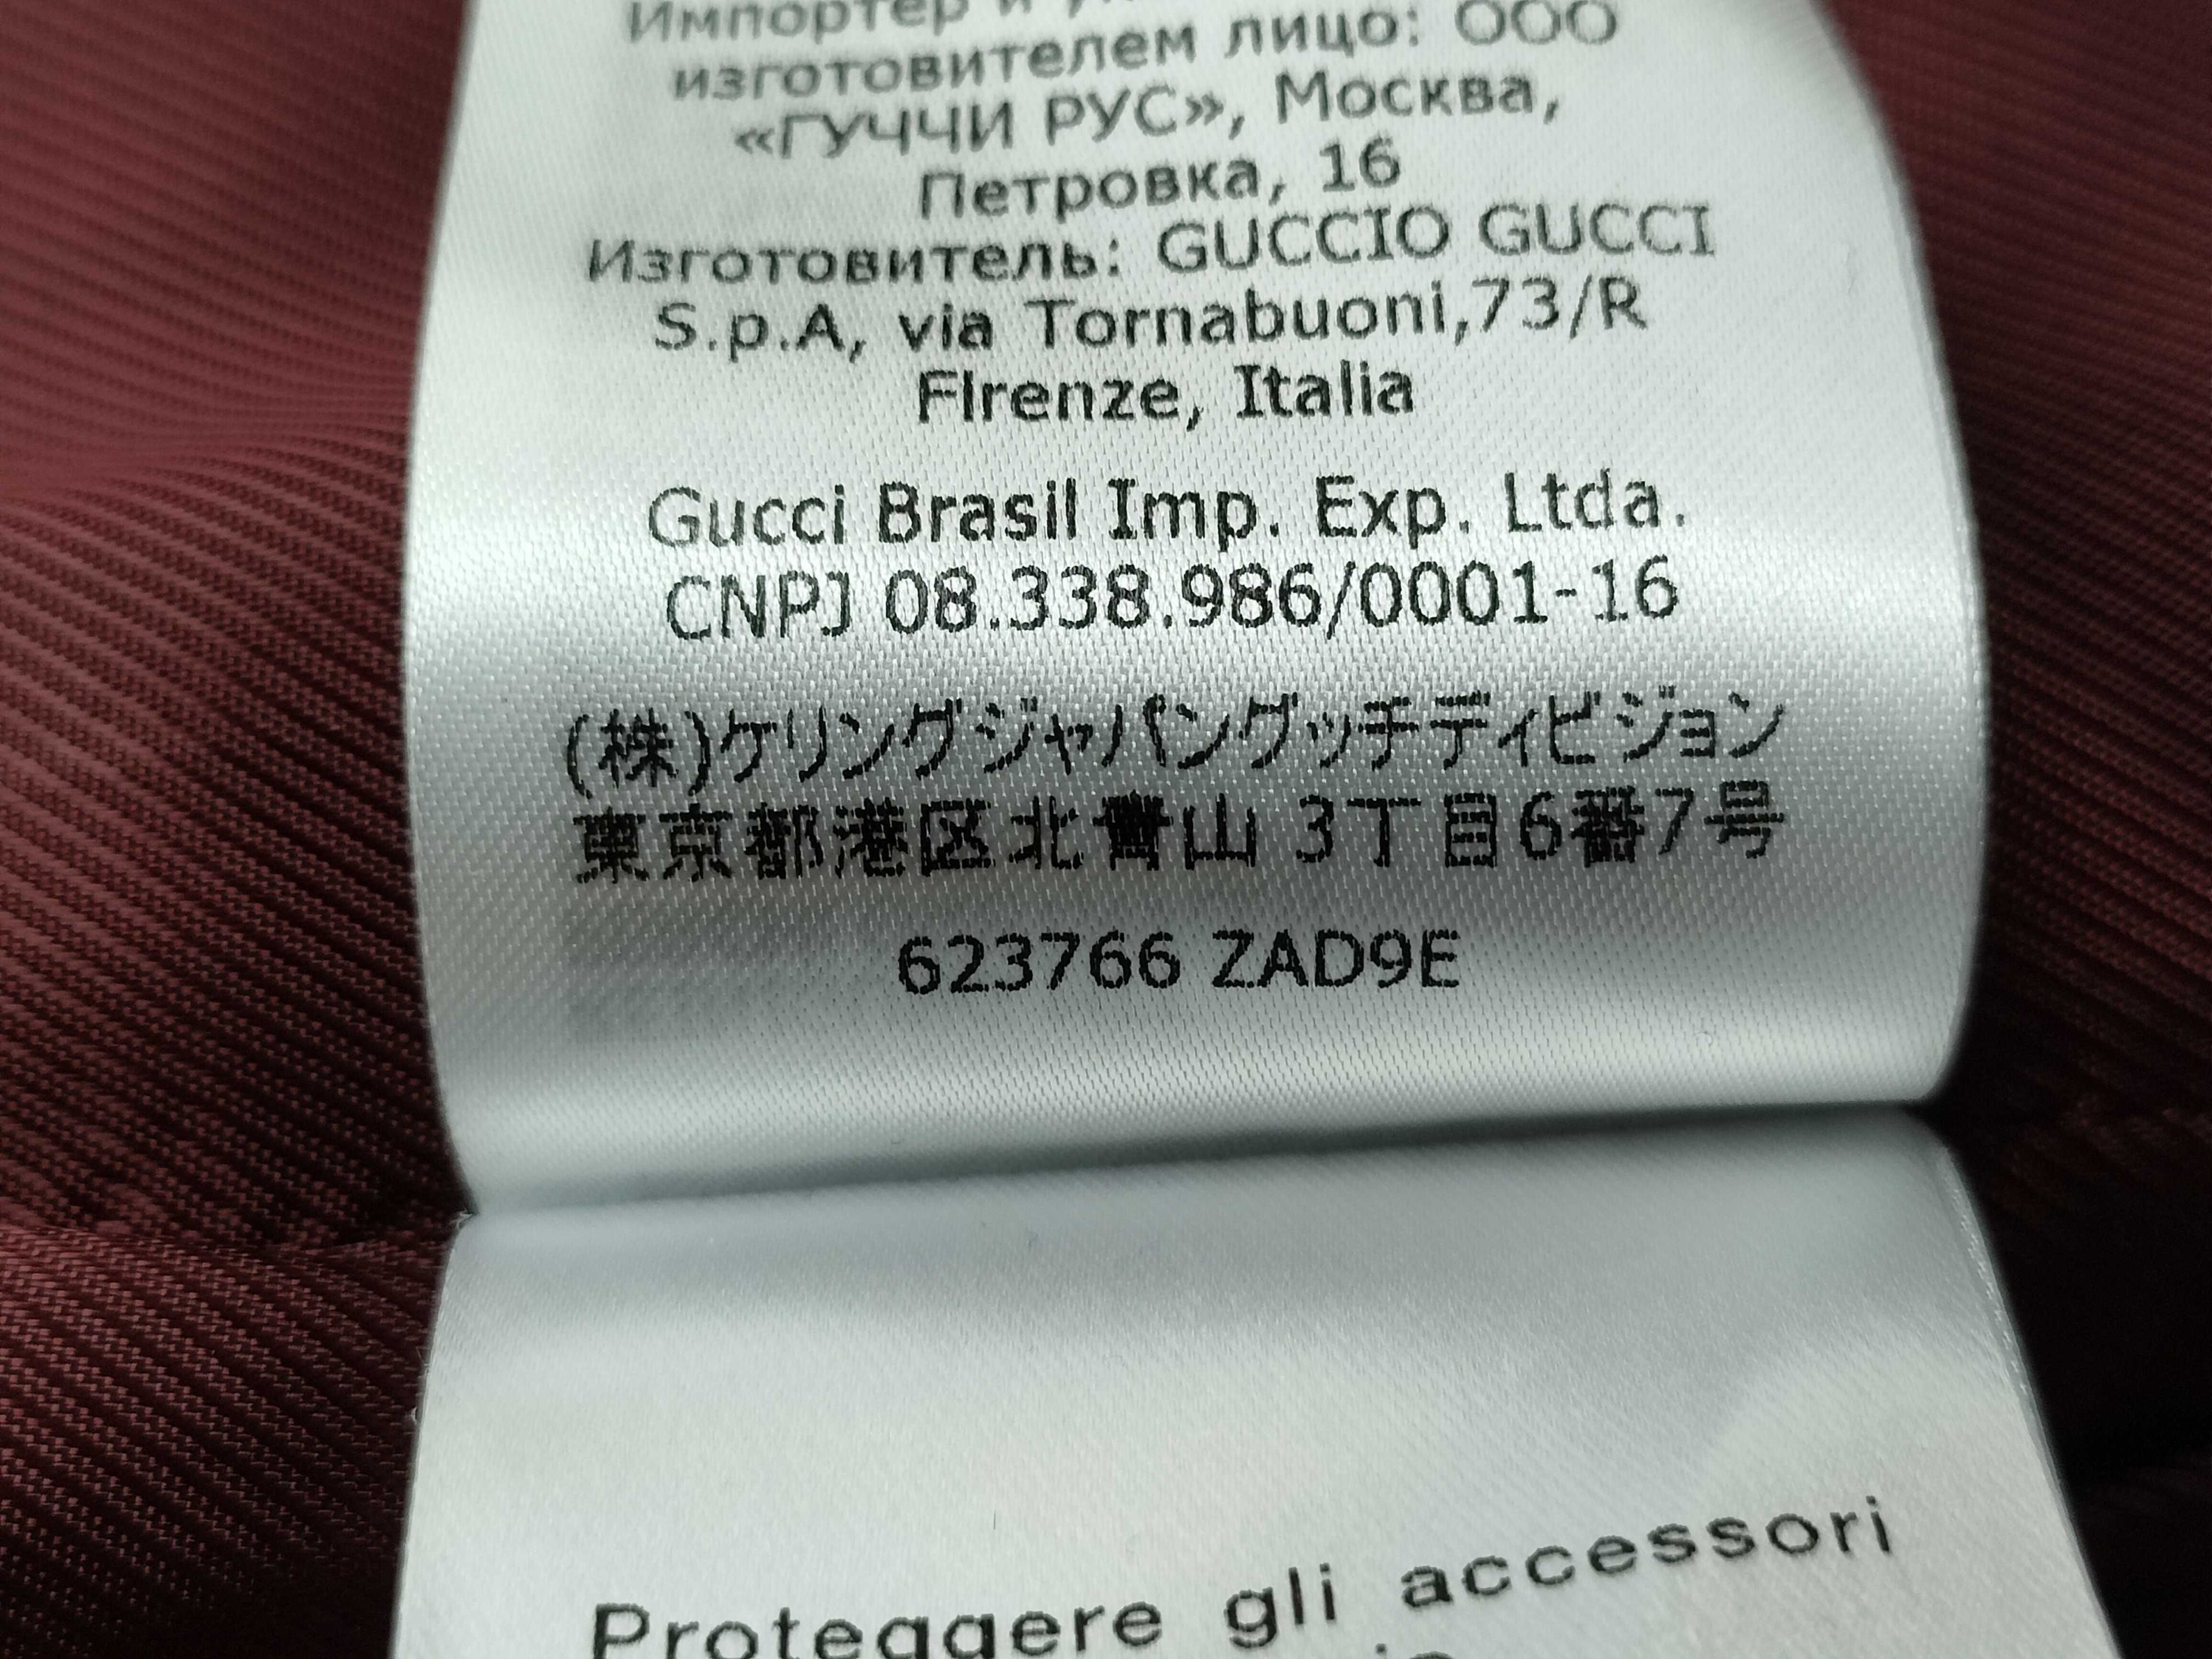 Импортер и
изготовителем лицо: ООО
«ГУЧЧИ РУС», Москва,
Петровка, 16
Изготовитель: GUCCIO GUCCI
S.p.A, via Tornabuoni,73/R
FIrenze, Italia
Gucci Brasil Imp. Exp. Ltda.
CNPJ 08.338.986/0001-16
(株)ケリングジャパングッチディビジョン
東京都港区北青山 3丁目6番7号
623766 ZAD9E
Proteggere gli accessori